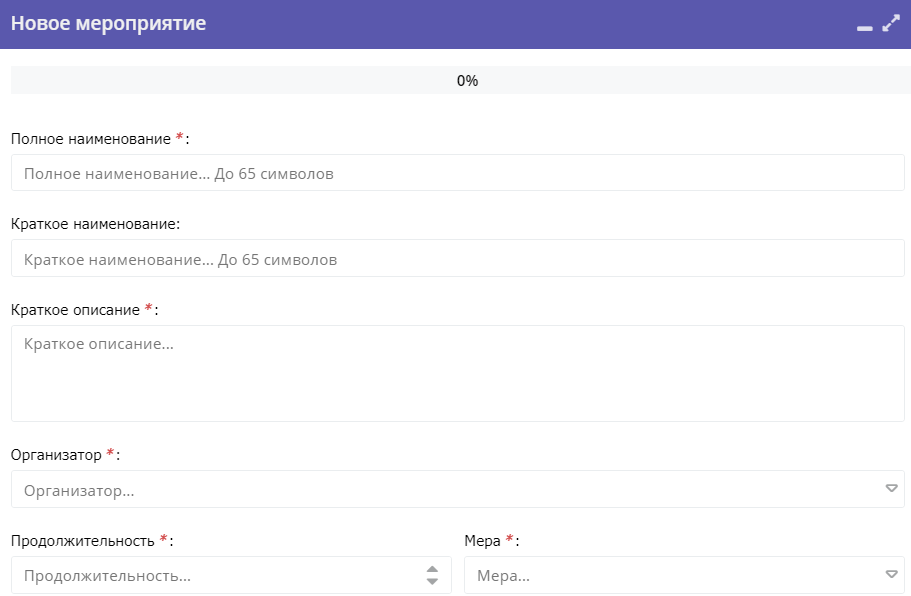 Новое мероприятие
0%
Полное наименование *:
Полное наименование... До 65 символов
Краткое наименование:
Краткое наименование... До 65 символов
Краткое описание *:
Краткое описание...
Организатор *:
Организатор...
Продолжительность *: Мера *:
Продолжительность... Мера...